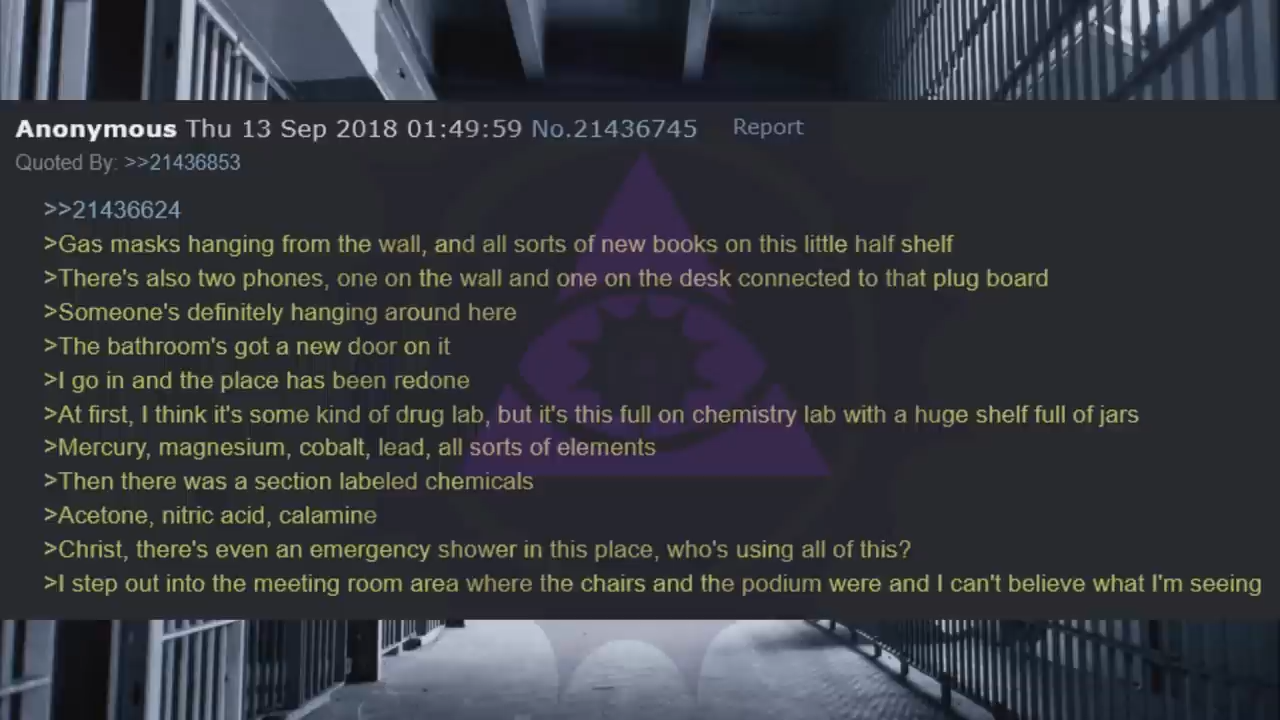 Anonymous Thu 13 Sep 2018 01:49:59 No.21436745 Report
Quoted By: >>21436853
>>21436624
>Gas masks hanging from the wall, and all sorts of new books on this little half shelf
>There's also two phones, one on the wall and one on the desk connected to that plug board
>Someone's definitely hanging around here
>The bathroom's got a new door on it
>I go in and the place has been redone
>At first, I think it's some kind of drug lab, but it's this full on chemistry lab with a huge shelf full of jars
>Mercury, magnesium, cobalt, lead, all sorts of elements
>Then there was a section labeled chemicals
>Acetone, nitric acid, calamine
>Christ, there's even an emergency shower in this place, who's using all of this?
>I step out into the meeting room area where the chairs and the podium were and I can't believe what I'm seeing